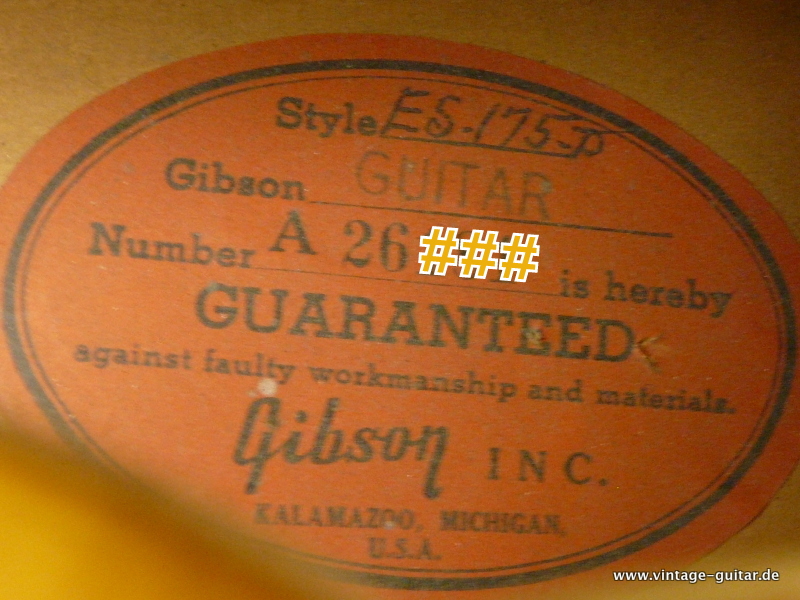 Style ES-175-D
Gibson GUITAR
Number A 26### is hereby
GUARANTEED
against faulty workmanship and materials.
Gibson INC.
KALAMAZOO, MICHIGAN,
U.S.A.
www.vintage-guitar.de